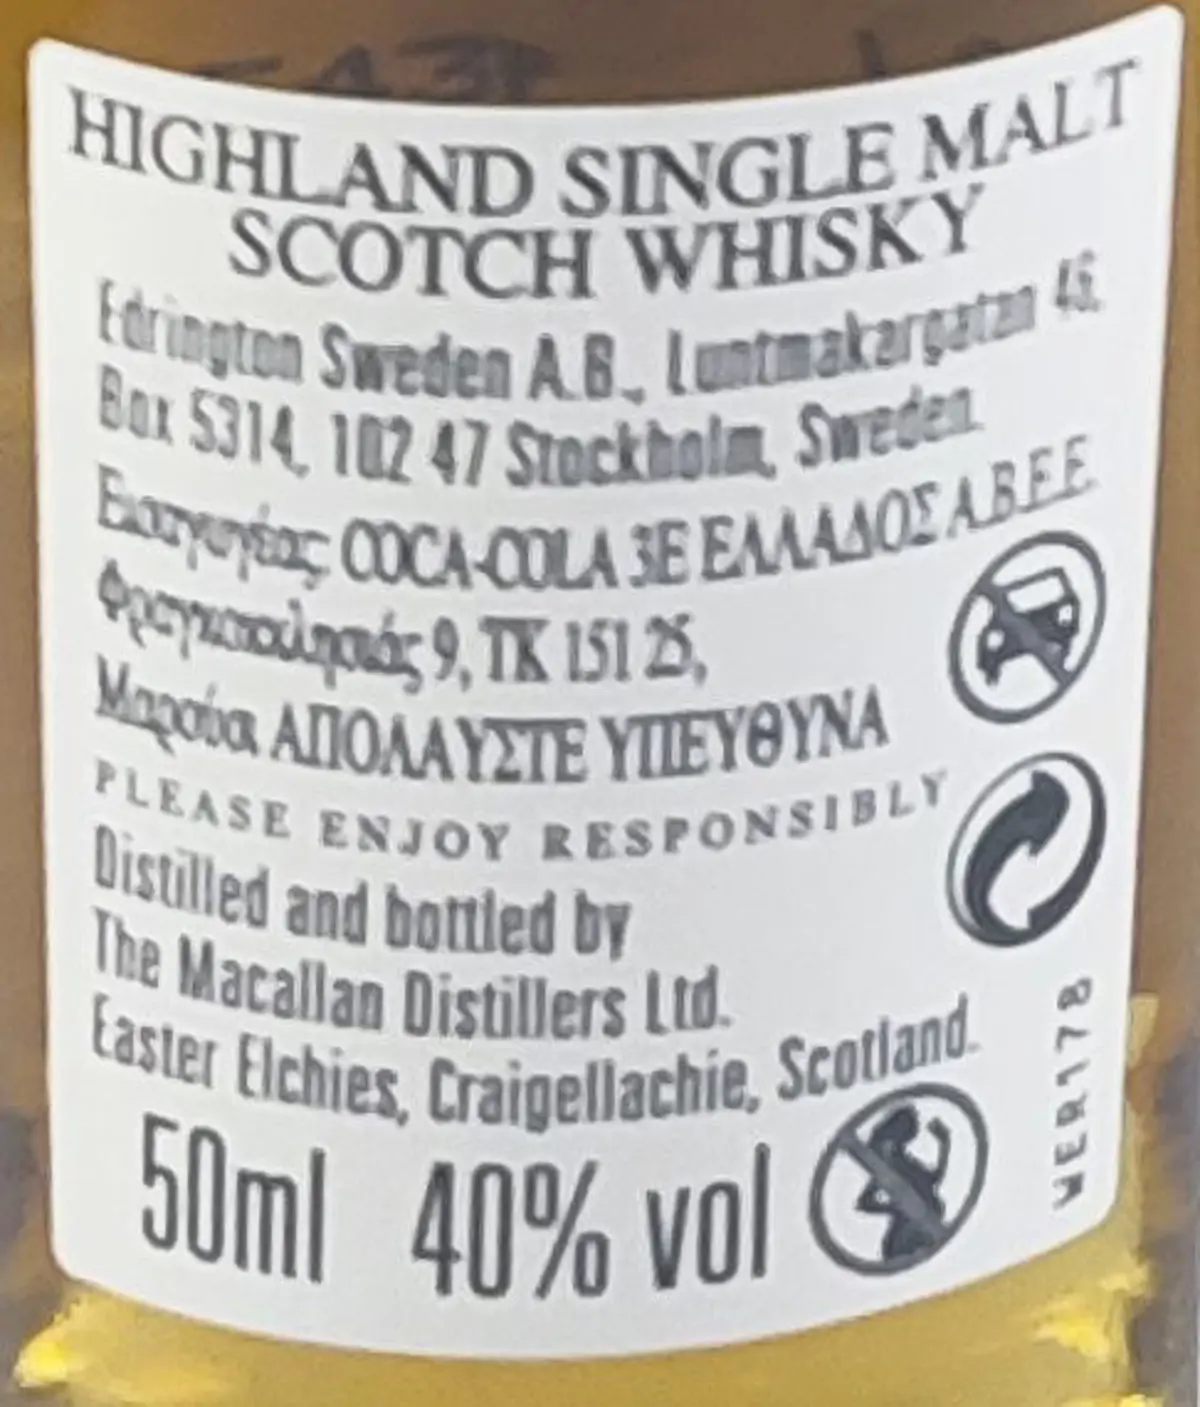 HIGHLAND SINGLE MALT
SCOTCH WHISKY
Edrington Sweden A.B., Luntmakargatan 46,
Box 5314, 102 47 Stockholm, Sweden.
Εισαγωγέας COCA-COLA 3E ΕΛΛΑΔΟΣ Α.Β.Ε.Ε.
Φραγκοκκλησιάς 9, ΤΚ 151 25,
Μαρούσι ΑΠΟΛΑΥΣΤΕ ΥΠΕΥΘΥΝΑ
PLEASE ENJOY RESPONSIBLY
Distilled and bottled by
The Macallan Distillers Ltd.
Easter Elchies, Craigellachie, Scotland.
50ml 40% vol
WER178